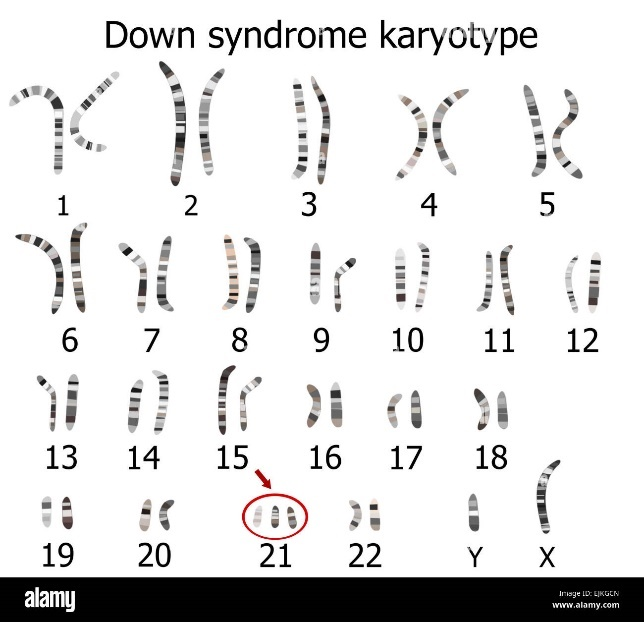 Down syndrome karyotype
1 2 3 4 5
6 7 8 9 10 11 12
13 14 15 16 17 18
19 20 21 22 Y X
alamy
Image ID: EJKGCN
www.alamy.com